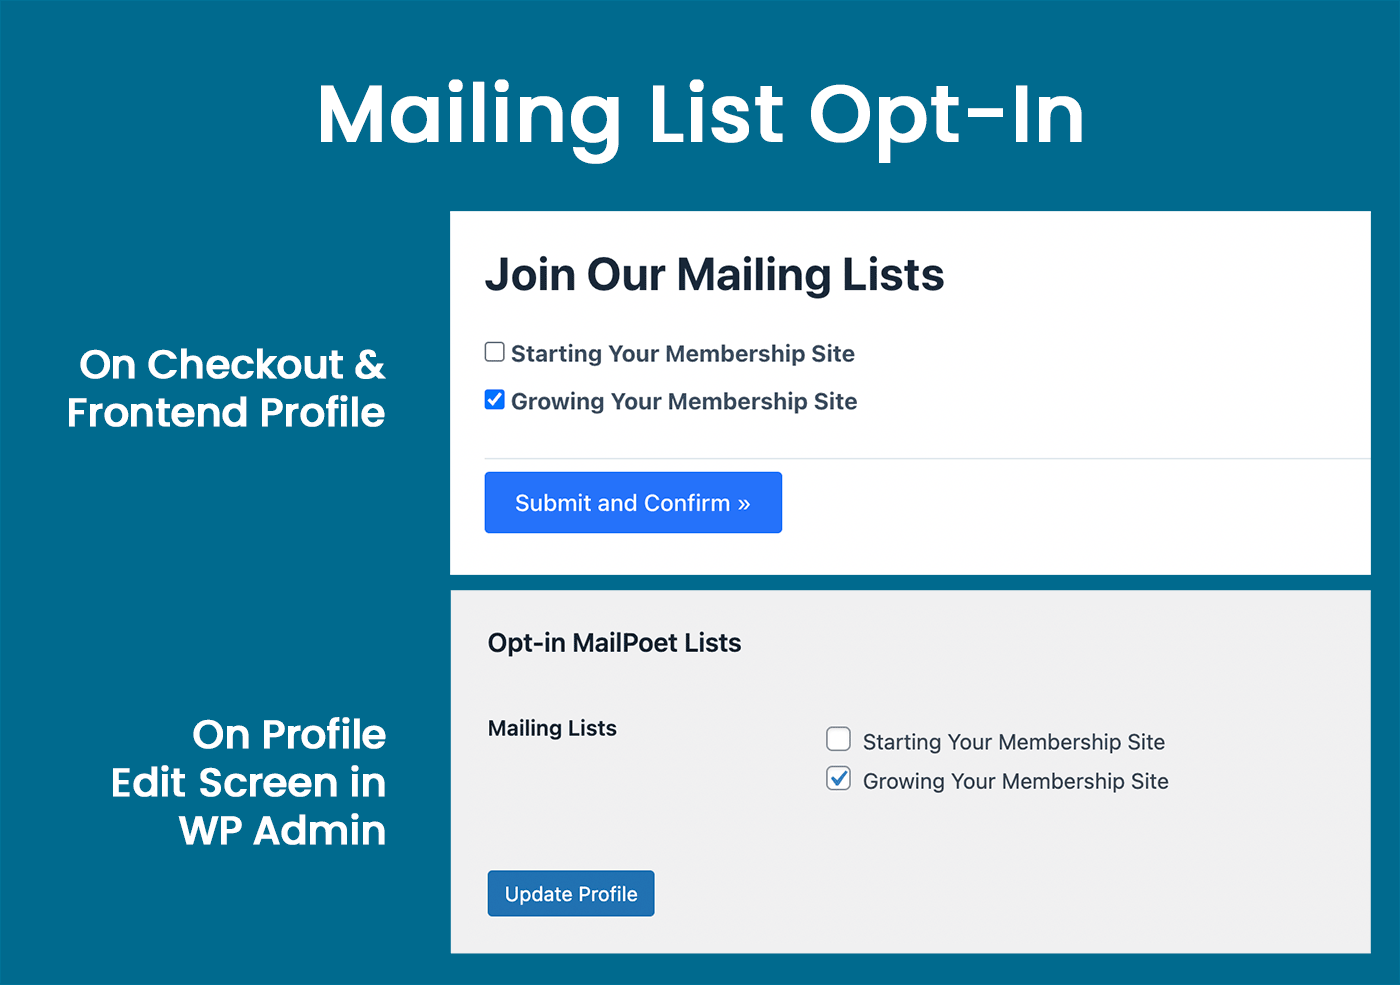 Mailing List Opt-In
On Checkout &
Frontend Profile
Join Our Mailing Lists
Starting Your Membership Site
Growing Your Membership Site
Submit and Confirm »
On Profile
Edit Screen in
WP Admin
Opt-in MailPoet Lists
Mailing Lists
Starting Your Membership Site
Growing Your Membership Site
Update Profile